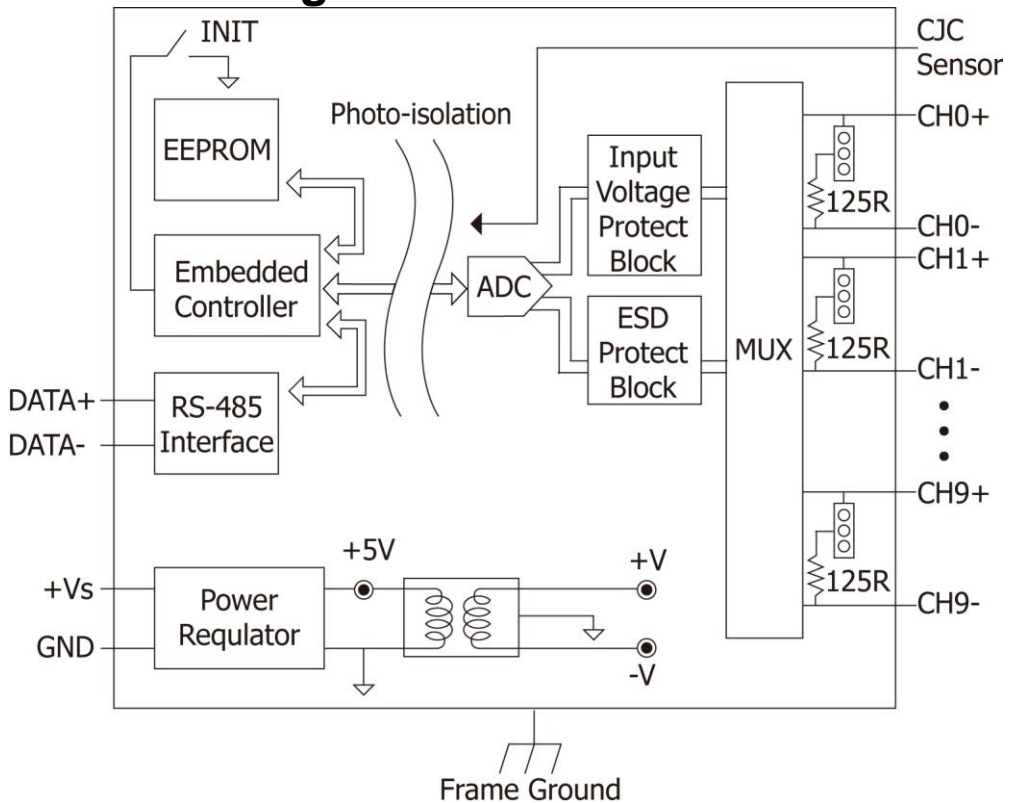 INIT
CJC
Sensor
EEPROM
Photo-isolation
Input
Voltage
Protect
Block
CH0+
125R
CH0-
CH1+
Embedded
Controller
ADC
ESD
Protect
Block
MUX
125R
CH1-
DATA+
DATA-
RS-485
Interface
CH9+
125R
CH9-
+Vs
GND
Power
Requlator
+5V
+V
-V
Frame Ground